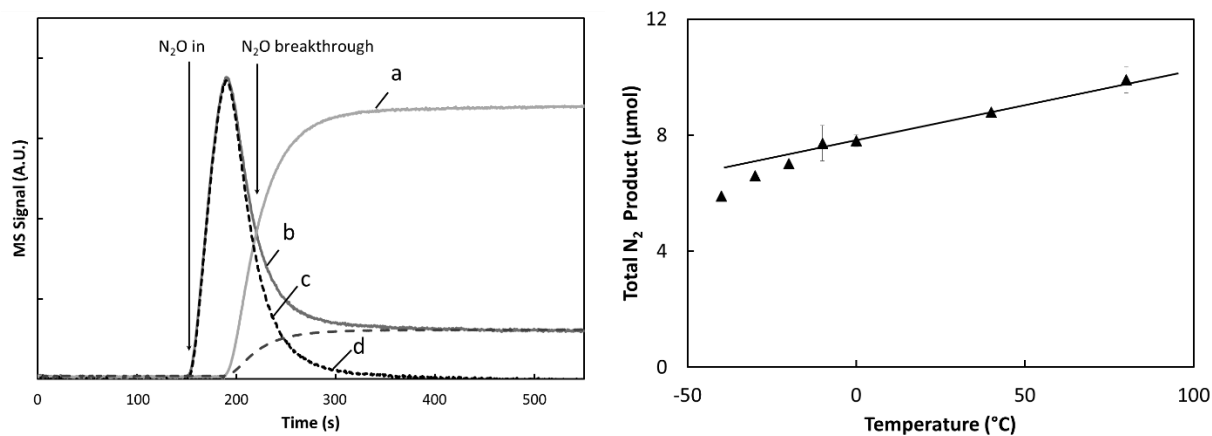 N₂O in
N₂O breakthrough
a
b
c
d
MS Signal (A.U.)
0
100
200
300
400
500
Time (s)
12
8
4
0
-50
0
50
100
Total N₂ Product (μmol)
Temperature (°C)